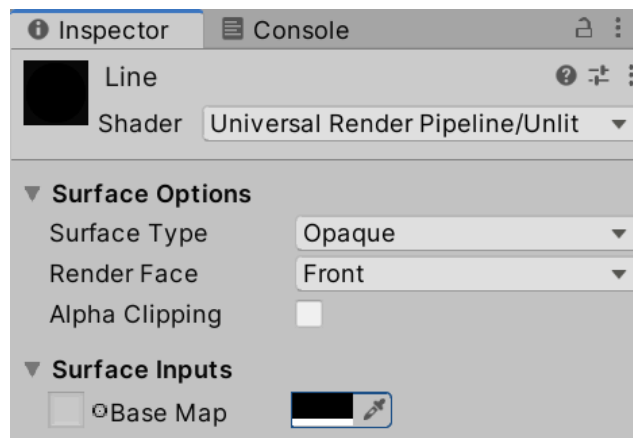 Inspector Console
Line
Shader Universal Render Pipeline/Unlit
Surface Options
Surface Type Opaque
Render Face Front
Alpha Clipping
Surface Inputs
Base Map